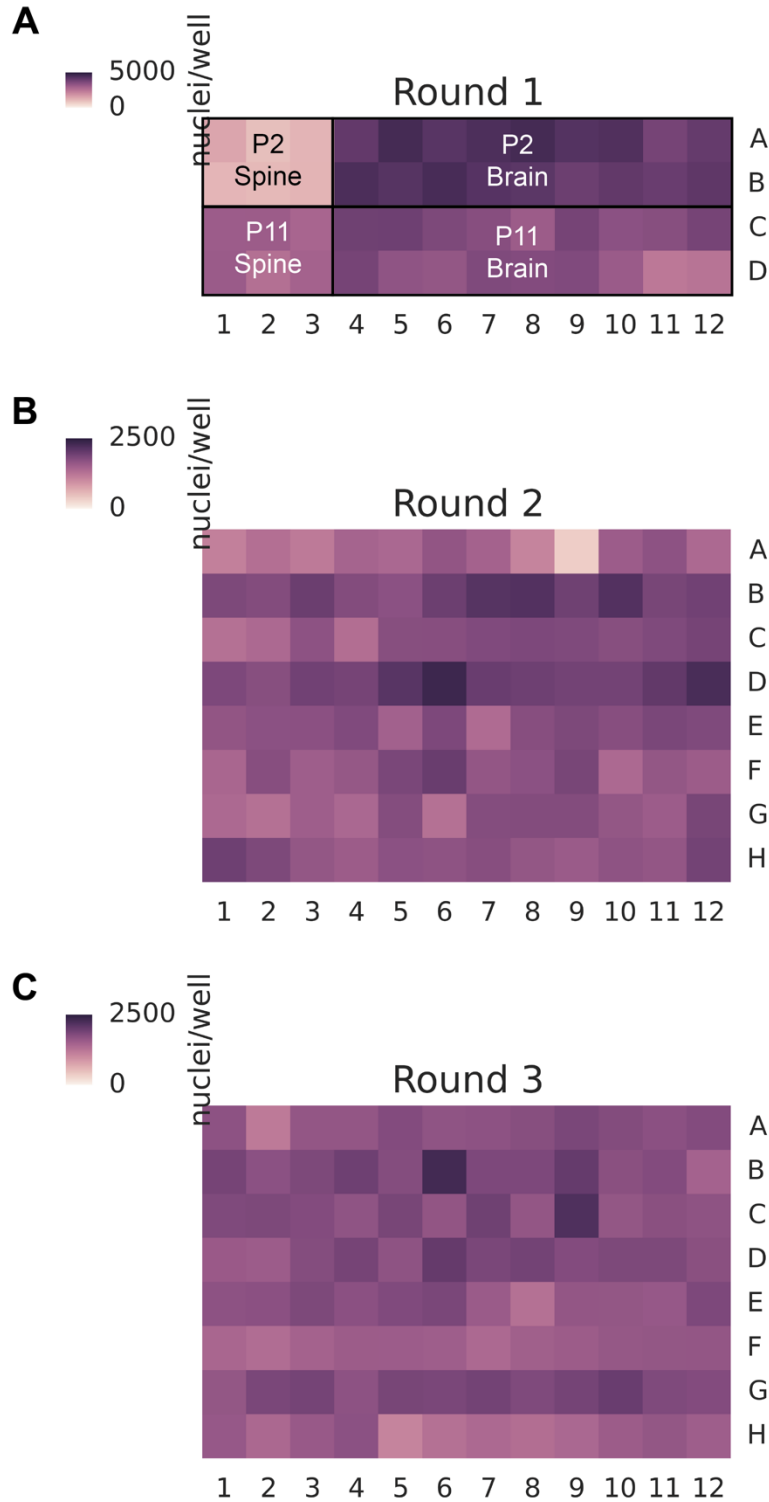 A
nuclei/well
5000
0
Round 1
P2
Spine
P2
Brain
P11
Spine
P11
Brain
A
B
C
D
1 2 3 4 5 6 7 8 9 10 11 12
B
nuclei/well
2500
0
Round 2
A
B
C
D
E
F
G
H
1 2 3 4 5 6 7 8 9 10 11 12
C
nuclei/well
2500
0
Round 3
A
B
C
D
E
F
G
H
1 2 3 4 5 6 7 8 9 10 11 12